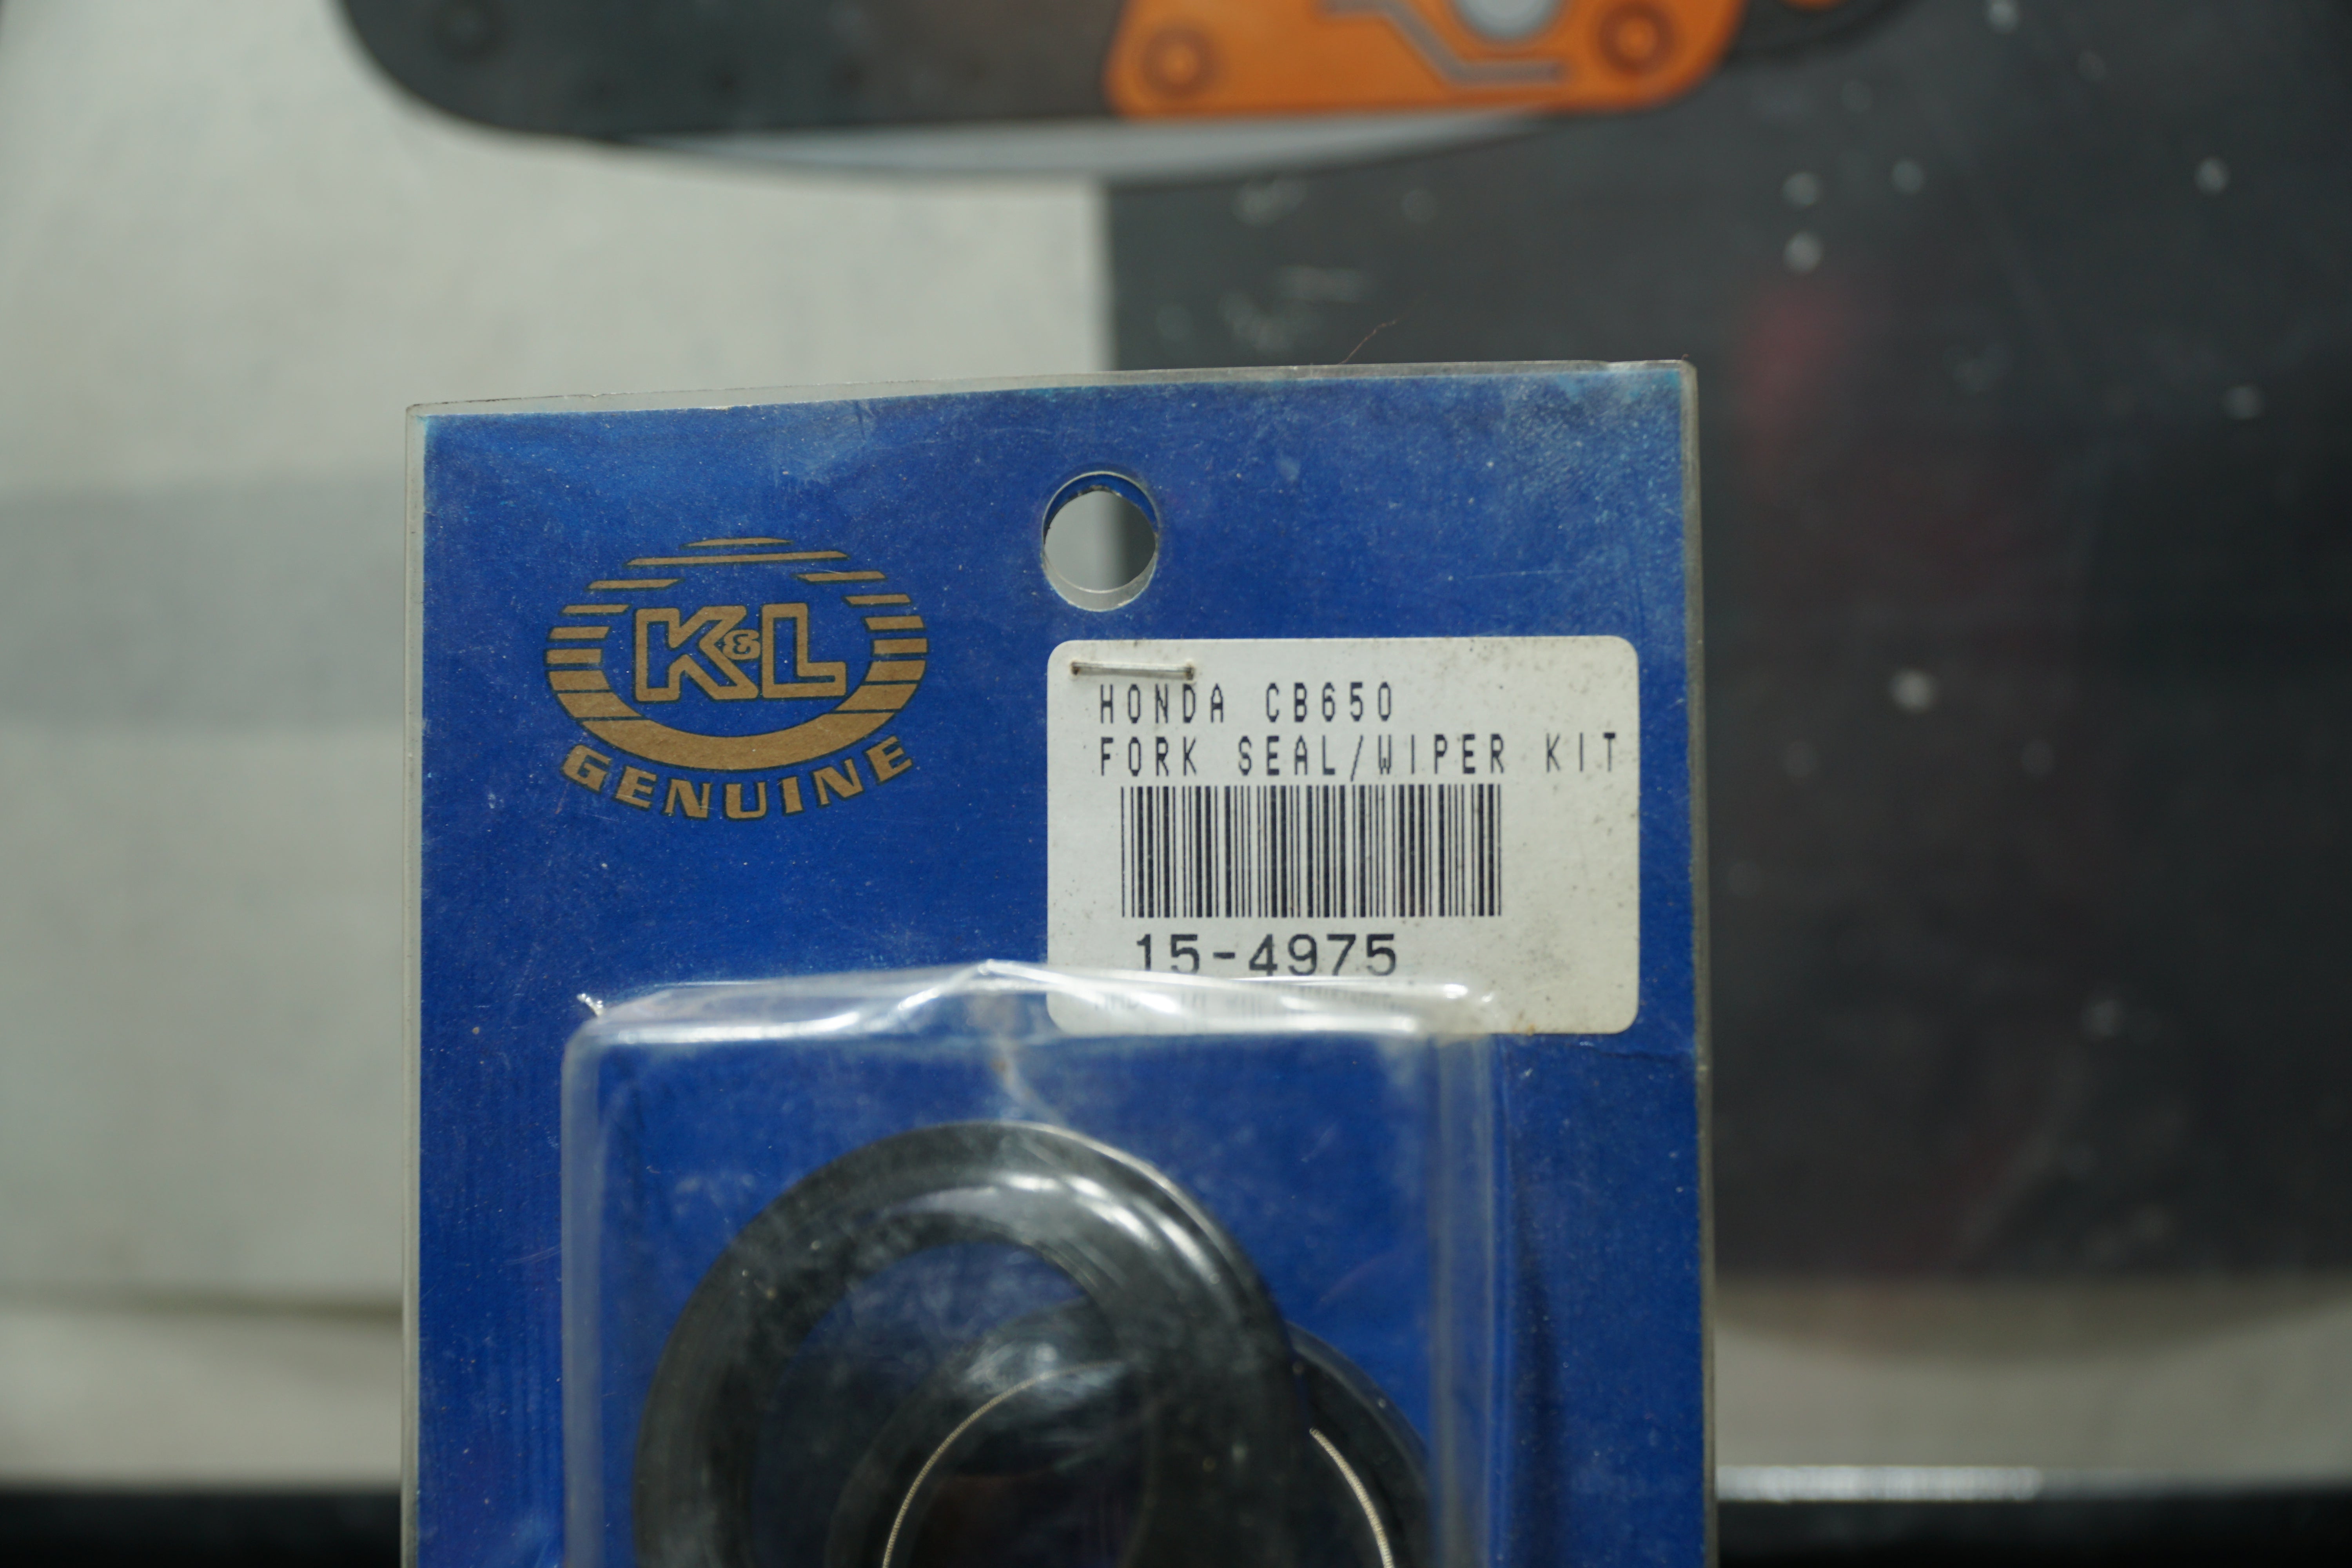 K&L
GENUINE
HONDA CB650
FORK SEAL/WIPER KIT
15-4975